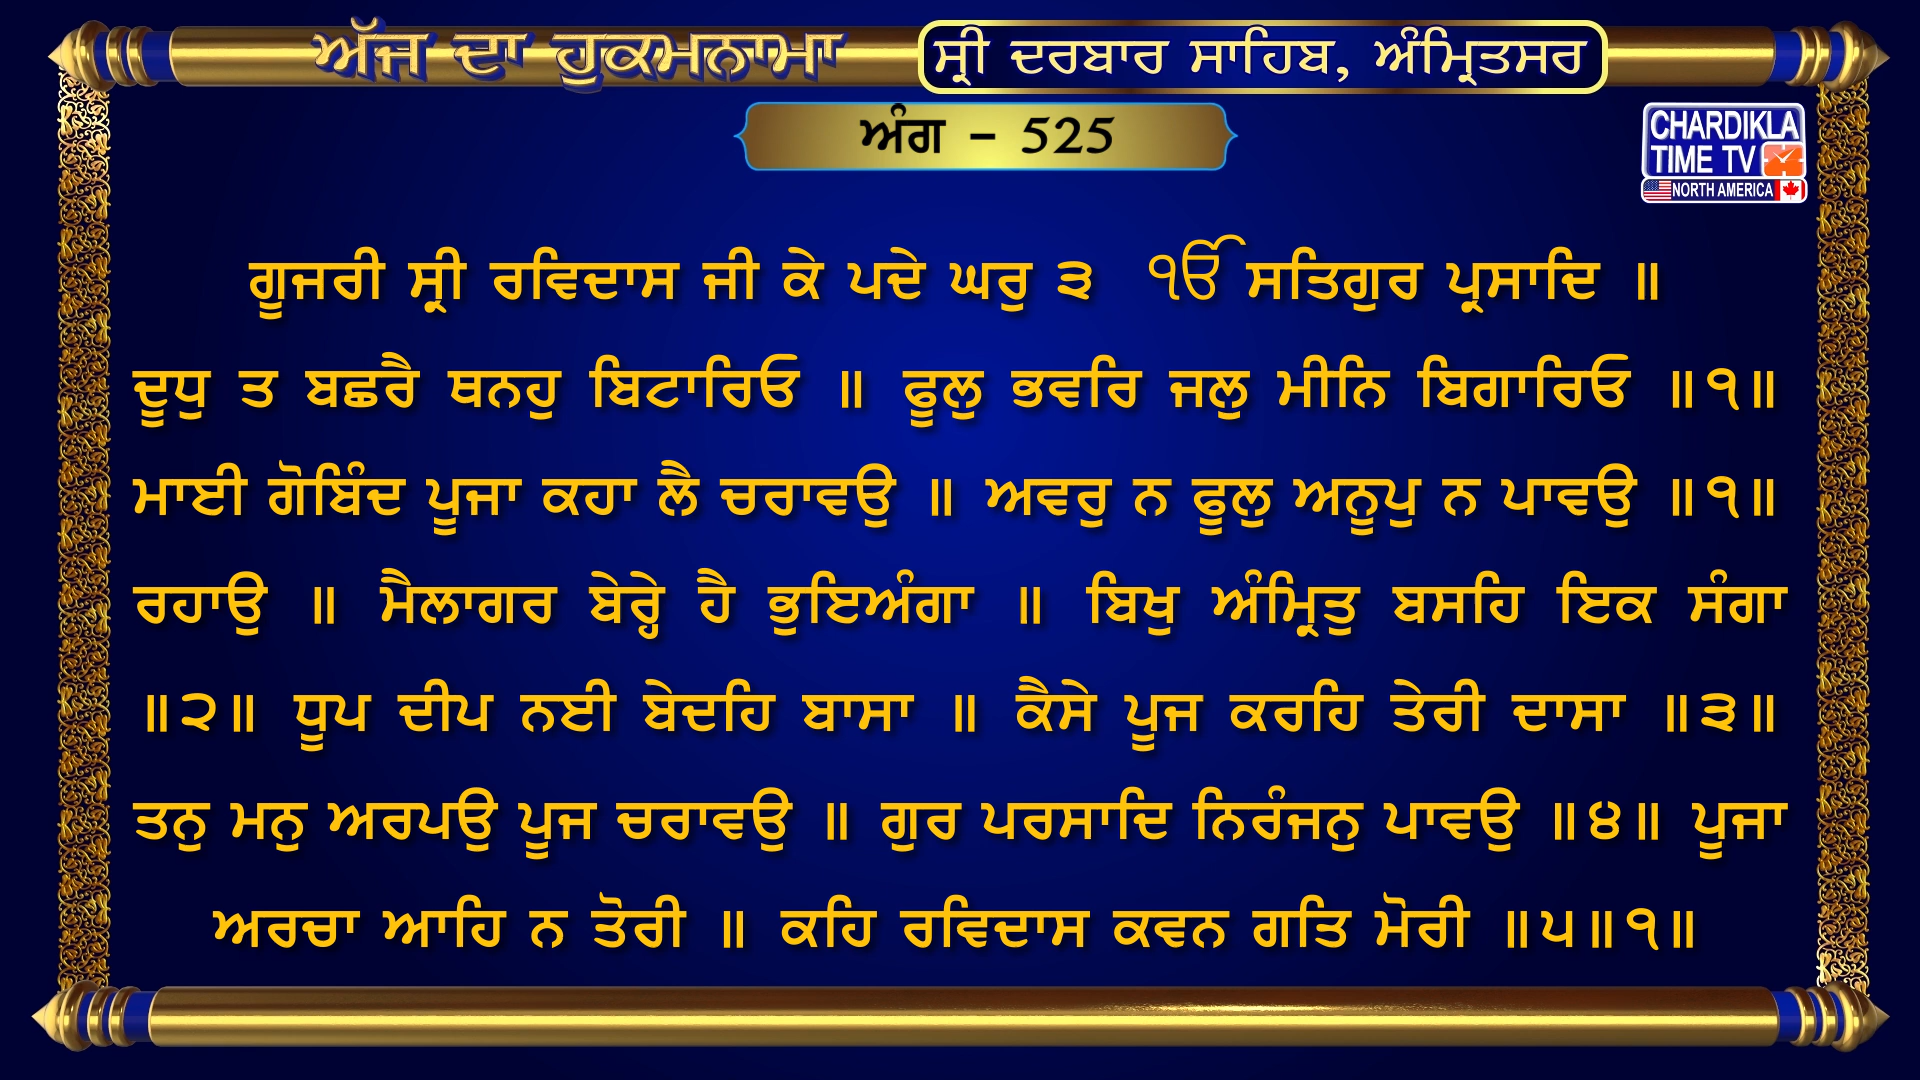 ਅੱਜ ਦਾ ਹੁਕਮਨਾਮਾ
ਸ੍ਰੀ ਦਰਬਾਰ ਸਾਹਿਬ, ਅੰਮ੍ਰਿਤਸਰ
ਅੰਗ - 525
CHARDIKLA
TIME TV
NORTH AMERICA
ਗੂਜਰੀ ਸ੍ਰੀ ਰਵਿਦਾਸ ਜੀ ਕੇ ਪਦੇ ਘਰੁ ੩ ੴ ਸਤਿਗੁਰ ਪ੍ਰਸਾਦਿ ॥
ਦੂਧੁ ਤ ਬਛਰੈ ਥਨਹੁ ਬਿਟਾਰਿਓ ॥ ਫੂਲੁ ਭਵਰਿ ਜਲੁ ਮੀਨਿ ਬਿਗਾਰਿਓ ॥੧॥
ਮਾਈ ਗੋਬਿੰਦ ਪੂਜਾ ਕਹਾ ਲੈ ਚਰਾਵਉ ॥ ਅਵਰੁ ਨ ਫੂਲੁ ਅਨੂਪੁ ਨ ਪਾਵਉ ॥੧॥
ਰਹਾਉ ॥ ਮੈਲਾਗਰ ਬੇਰ੍ਹੇ ਹੈ ਭੁਇਅੰਗਾ ॥ ਬਿਖੁ ਅੰਮ੍ਰਿਤੁ ਬਸਹਿ ਇਕ ਸੰਗਾ
॥੨॥ ਧੂਪ ਦੀਪ ਨਈ ਬੇਦਹਿ ਬਾਸਾ ॥ ਕੈਸੇ ਪੂਜ ਕਰਹਿ ਤੇਰੀ ਦਾਸਾ ॥੩॥
ਤਨੁ ਮਨੁ ਅਰਪਉ ਪੂਜ ਚਰਾਵਉ ॥ ਗੁਰ ਪਰਸਾਦਿ ਨਿਰੰਜਨੁ ਪਾਵਉ ॥੪॥ ਪੂਜਾ
ਅਰਚਾ ਆਹਿ ਨ ਤੋਰੀ ॥ ਕਹਿ ਰਵਿਦਾਸ ਕਵਨ ਗਤਿ ਮੋਰੀ ॥੫॥੧॥